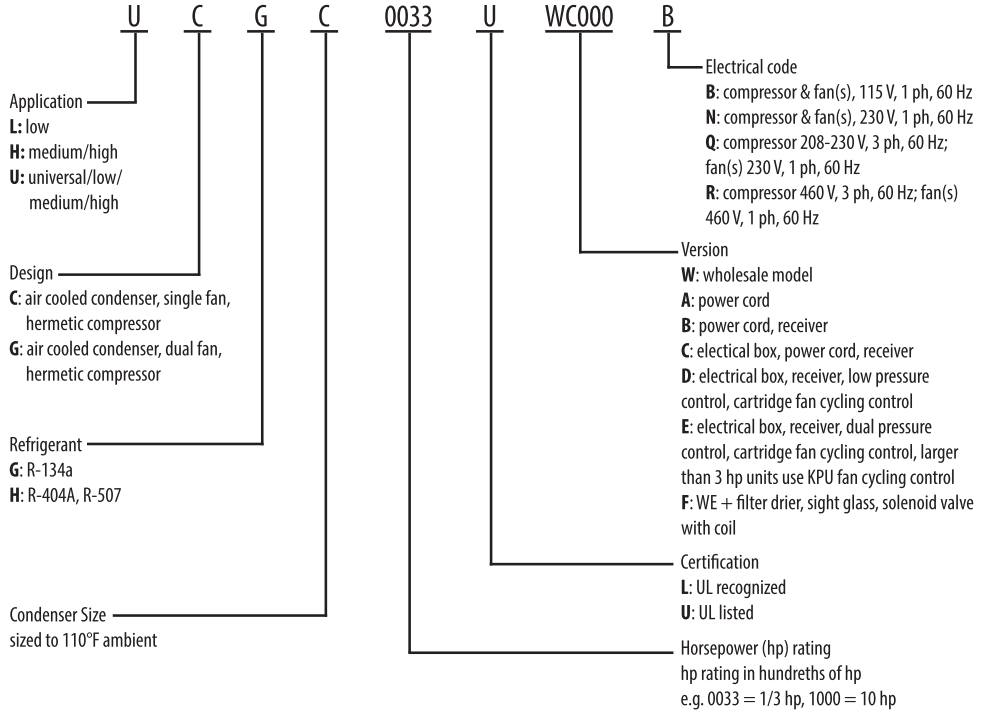 U C G C 0033 U WC000 B
Application
L: low
H: medium/high
U: universal/low/
medium/high
Design
C: air cooled condenser, single fan,
hermetic compressor
G: air cooled condenser, dual fan,
hermetic compressor
Refrigerant
G: R-134a
H: R-404A, R-507
Condenser Size
sized to 110°F ambient
Electrical code
B: compressor & fan(s), 115 V, 1 ph, 60 Hz
N: compressor & fan(s), 230 V, 1 ph, 60 Hz
Q: compressor 208-230 V, 3 ph, 60 Hz;
fan(s) 230 V, 1 ph, 60 Hz
R: compressor 460 V, 3 ph, 60 Hz; fan(s)
460 V, 1 ph, 60 Hz
Version
W: wholesale model
A: power cord
B: power cord, receiver
C: electical box, power cord, receiver
D: electrical box, receiver, low pressure
control, cartridge fan cycling control
E: electrical box, receiver, dual pressure
control, cartridge fan cycling control, larger
than 3 hp units use KPU fan cycling control
F: WE + filter drier, sight glass, solenoid valve
with coil
Certification
L: UL recognized
U: UL listed
Horsepower (hp) rating
hp rating in hundreths of hp
e.g. 0033 = 1/3 hp, 1000 = 10 hp